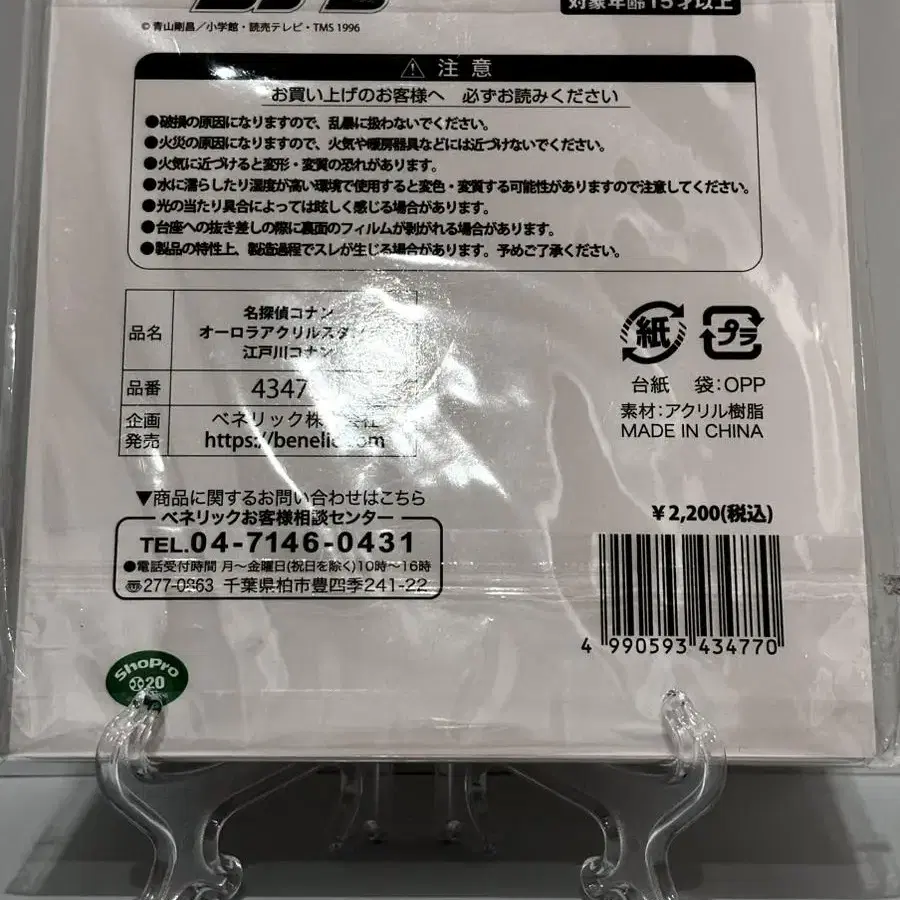 © 青山剛昌／小学館・読売テレビ・TMS 1996
対象年齢15才以上
⚠ 注意
お買い上げのお客様へ 必ずお読みください
●破損の原因になりますので、乱暴に扱わないでください。
●火災の原因になりますので、火気や暖房器具などには近づけないでください。
●火気に近づけると変形・変質の恐れがあります。
●水に濡らしたり湿度が高い環境で使用すると変色・変質する可能性がありますので注意してください。
●光の当たり具合によっては眩しく感じる場合があります。
●台座への抜き差しの際に裏面のフィルムが剥がれる場合があります。
●製品の特性上、製造過程でスレが生じる場合があります。予めご了承ください。
品名
名探偵コナン
オーロラアクリルスタ
江戸川コナン
品番 4347
企画 発売
ベネリック株式会社
https://benelic.com
紙 プラ
台紙 袋:OPP
素材:アクリル樹脂
MADE IN CHINA
▼商品に関するお問い合わせはこちら
ベネリックお客様相談センター
TEL.04-7146-0431
●電話受付時間 月〜金曜日(祝日を除く)10時〜16時
〠277-0863 千葉県柏市豊四季241-22
¥2,200(税込)
4 990593 434770
ShoPro
20